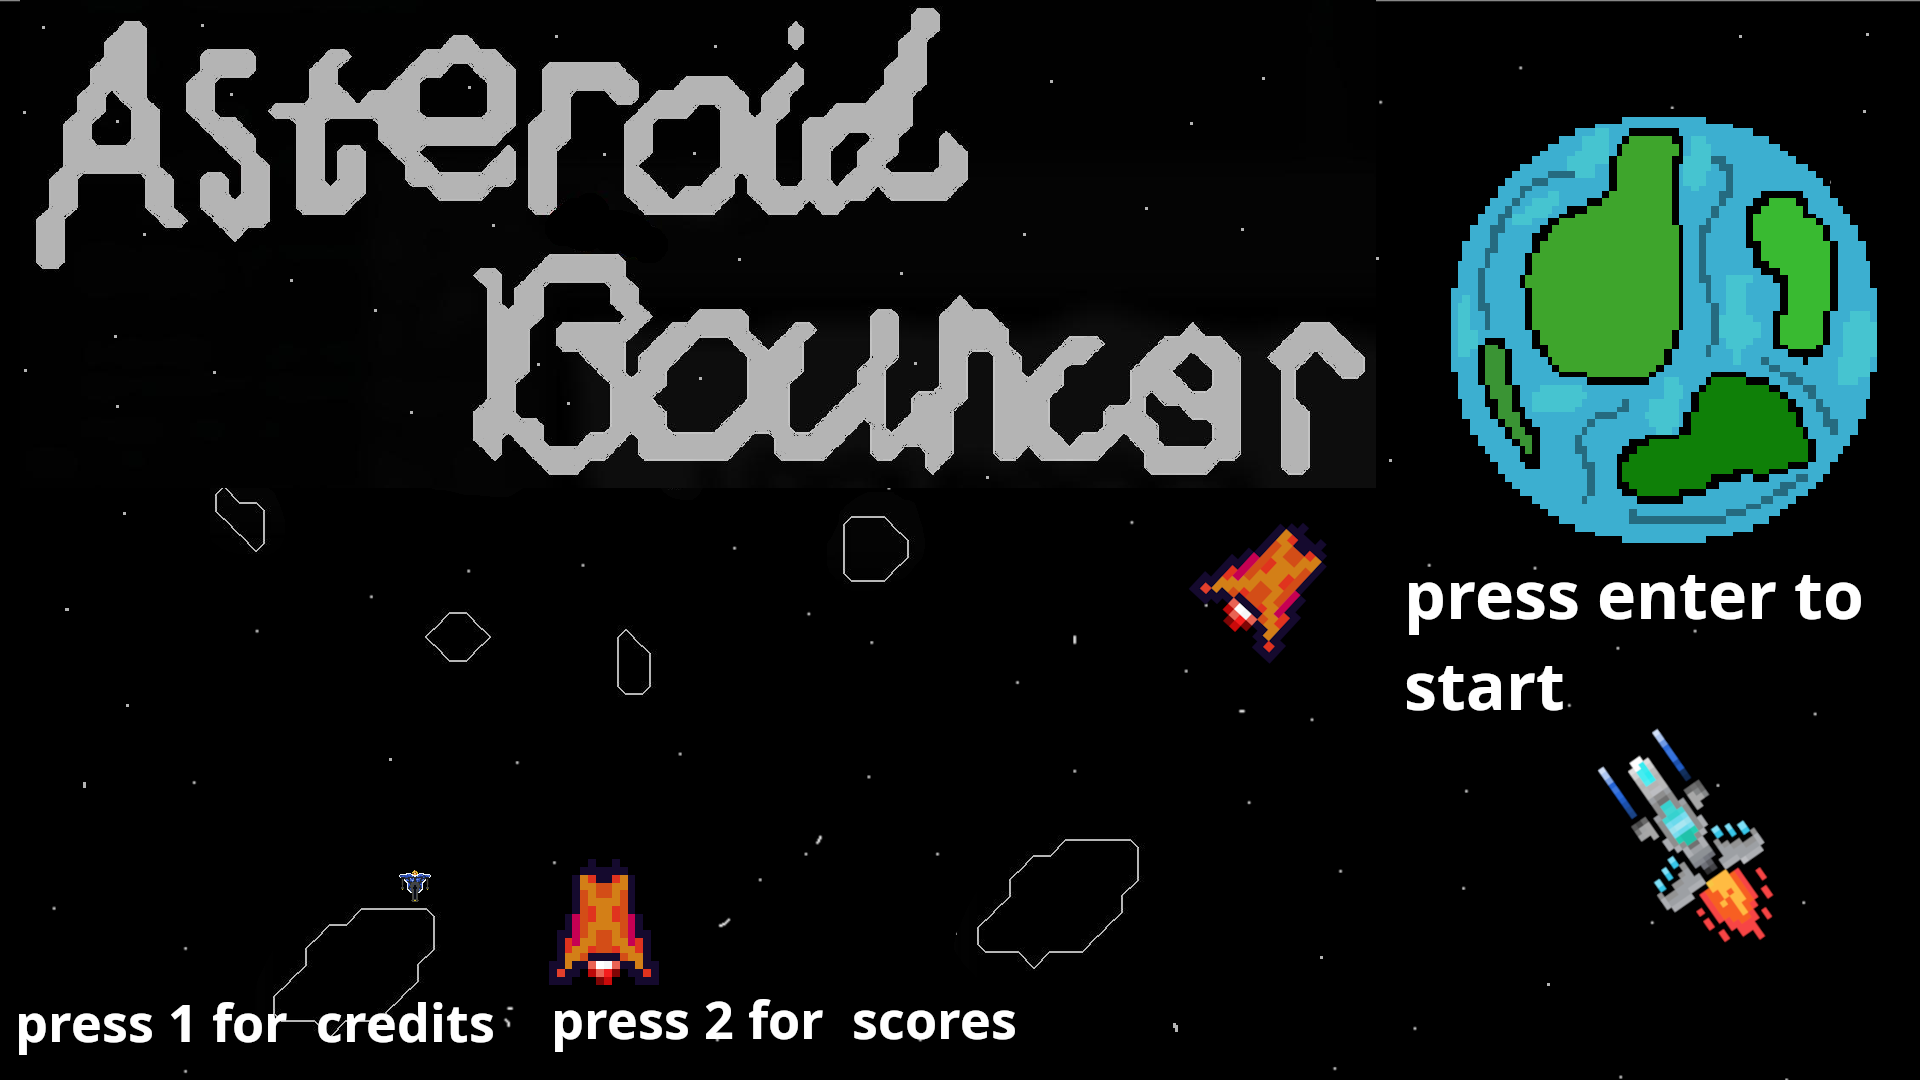 Asteroid
Bouncer
press enter to
start
press 1 for  credits
press 2 for  scores